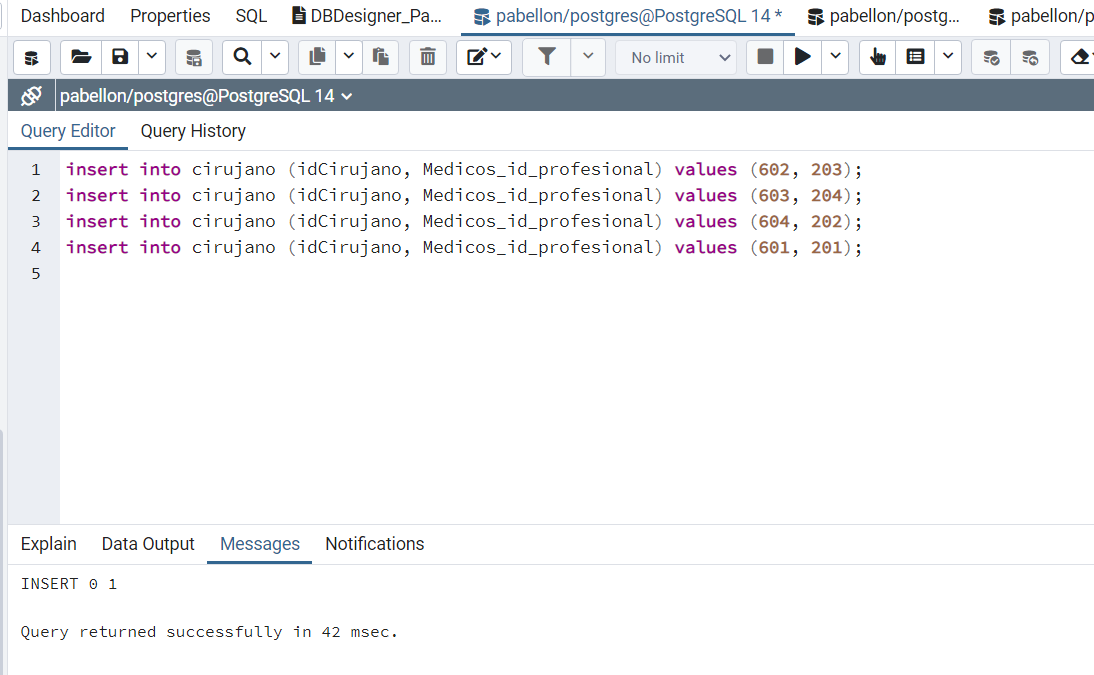 Dashboard Properties SQL DBDesigner_Pa... pabellon/postgres@PostgreSQL 14 * pabellon/postg... pabellon/p
No limit
pabellon/postgres@PostgreSQL 14
Query Editor Query History
1 insert into cirujano (idCirujano, Medicos_id_profesional) values (602, 203);
2 insert into cirujano (idCirujano, Medicos_id_profesional) values (603, 204);
3 insert into cirujano (idCirujano, Medicos_id_profesional) values (604, 202);
4 insert into cirujano (idCirujano, Medicos_id_profesional) values (601, 201);
5
Explain Data Output Messages Notifications
INSERT 0 1
Query returned successfully in 42 msec.